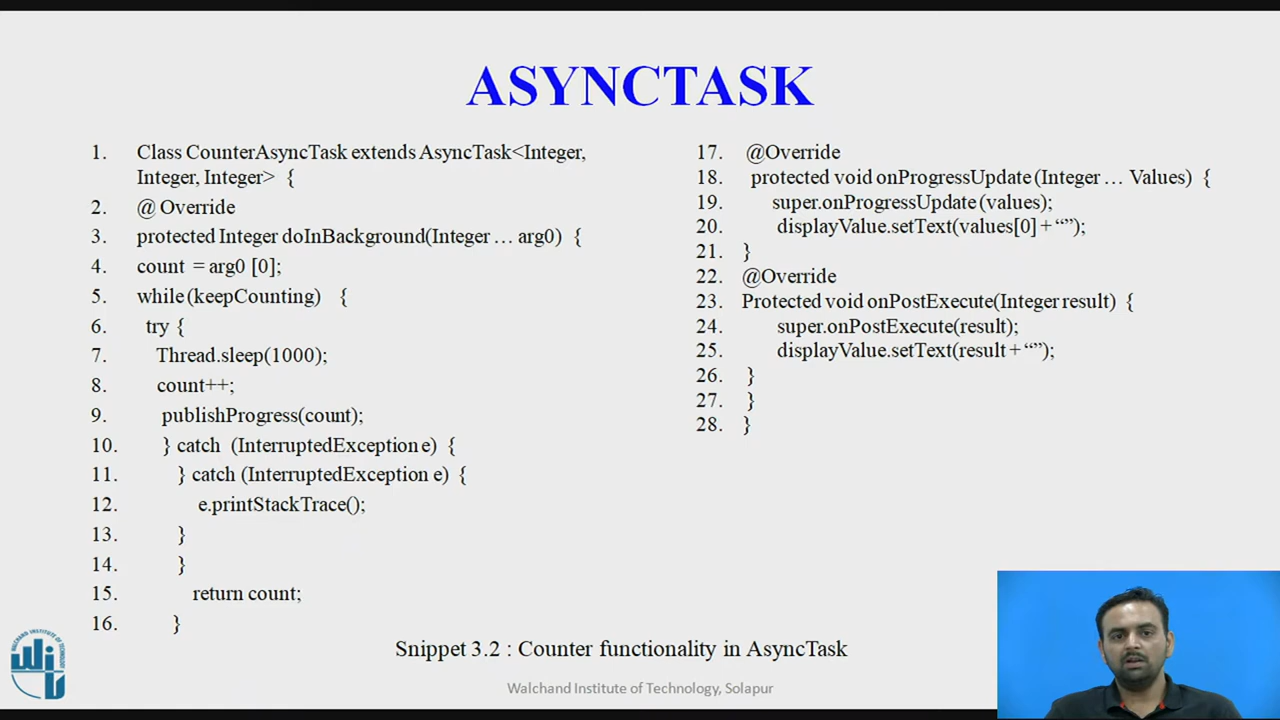 ASYNCTASK
1. Class CounterAsyncTask extends AsyncTask<Integer,
Integer, Integer> {
2. @ Override
3. protected Integer doInBackground(Integer … arg0) {
4. count = arg0 [0];
5. while (keepCounting) {
6. try {
7. Thread.sleep(1000);
8. count++;
9. publishProgress(count);
10. } catch (InterruptedException e) {
11. } catch (InterruptedException e) {
12. e.printStackTrace();
13. }
14. }
15. return count;
16. }
17. @Override
18. protected void onProgressUpdate (Integer … Values) {
19. super.onProgressUpdate (values);
20. displayValue.setText(values[0] + “”);
21. }
22. @Override
23. Protected void onPostExecute(Integer result) {
24. super.onPostExecute(result);
25. displayValue.setText(result + “”);
26. }
27. }
28. }
Snippet 3.2 : Counter functionality in AsyncTask
WALCHAND INSTITUTE OF TECHNOLOGY
WIT
Walchand Institute of Technology, Solapur